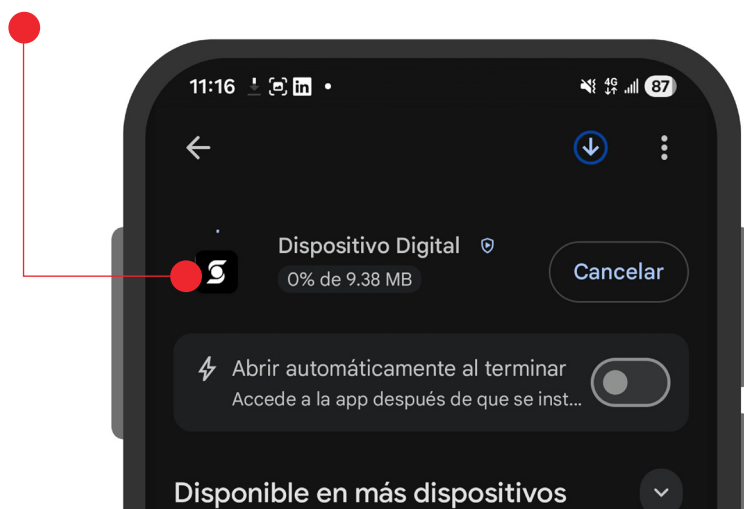 11:16
4G
87
Dispositivo Digital
0% de 9.38 MB
Cancelar
Abrir automáticamente al terminar
Accede a la app después de que se inst...
Disponible en más dispositivos